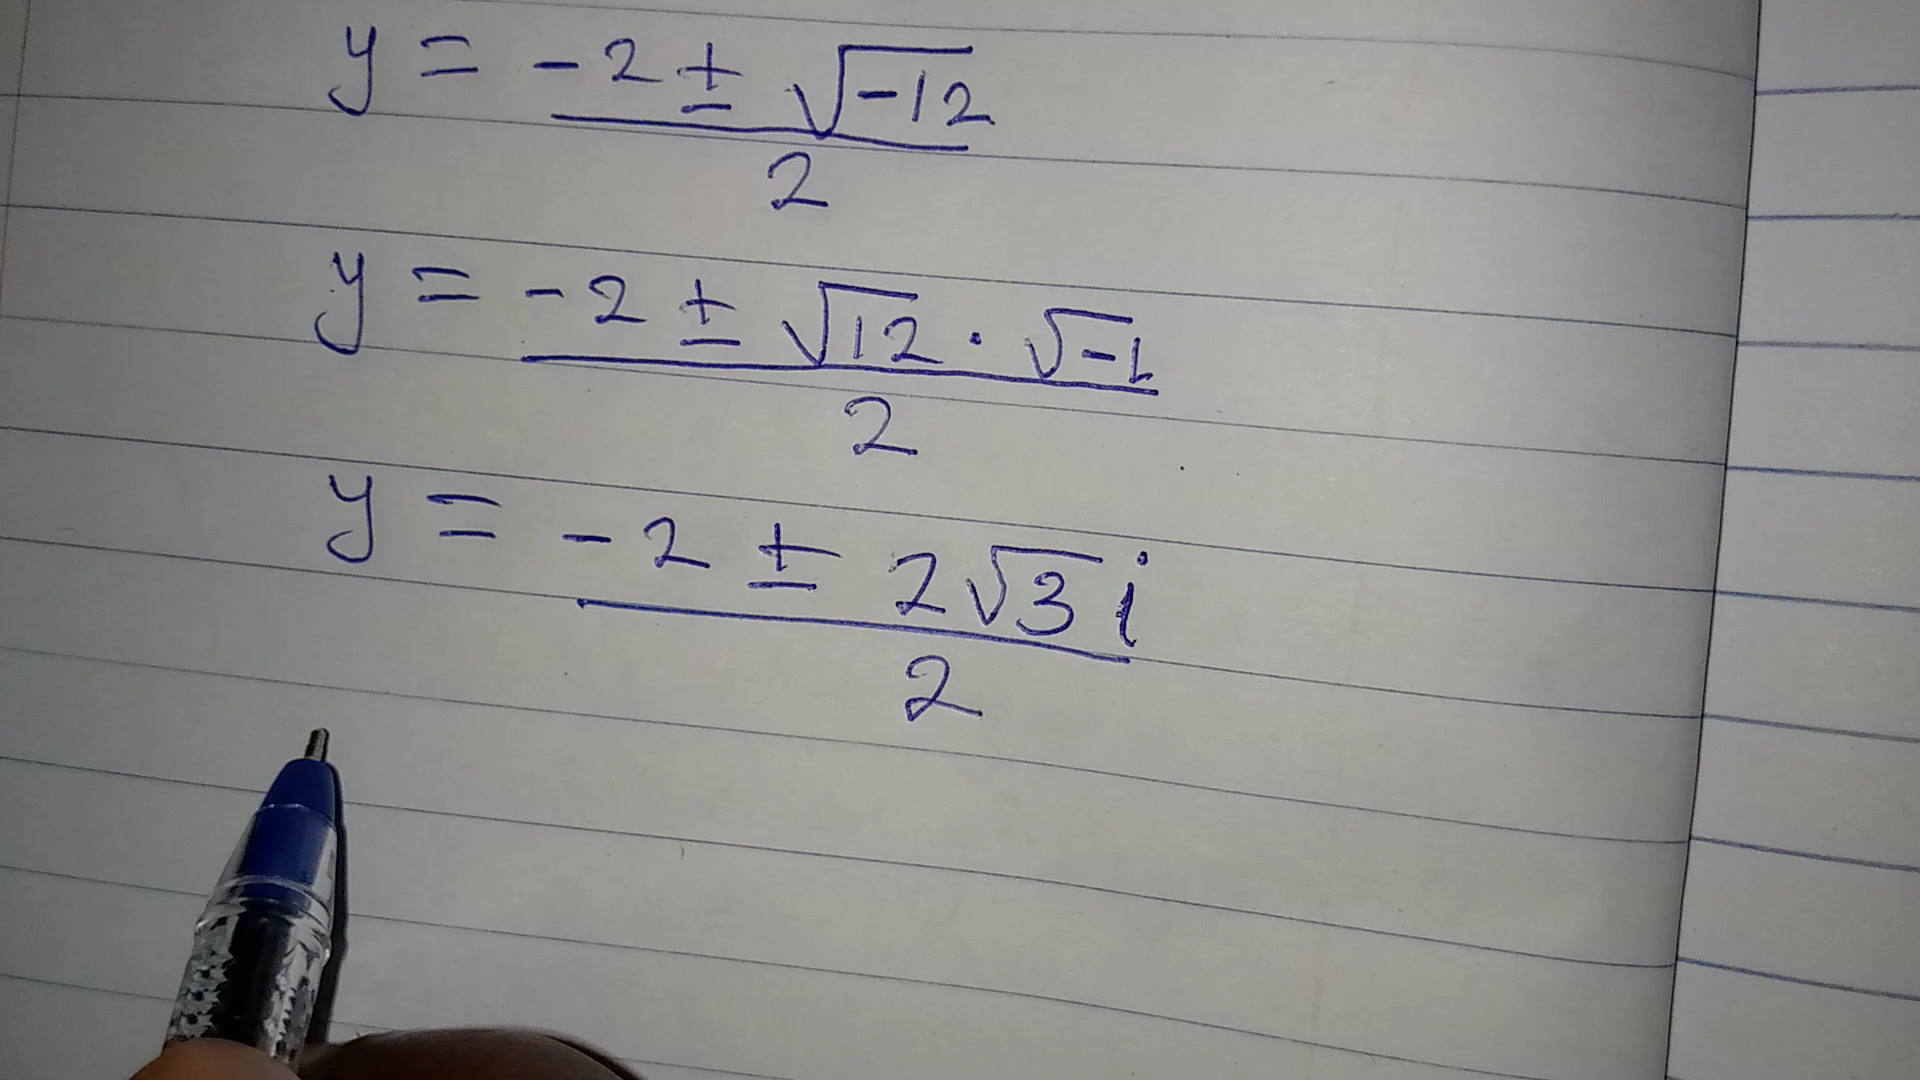 y = (-2 ± √-12) / 2
y = (-2 ± √12 · √-1) / 2
y = (-2 ± 2√3 i) / 2